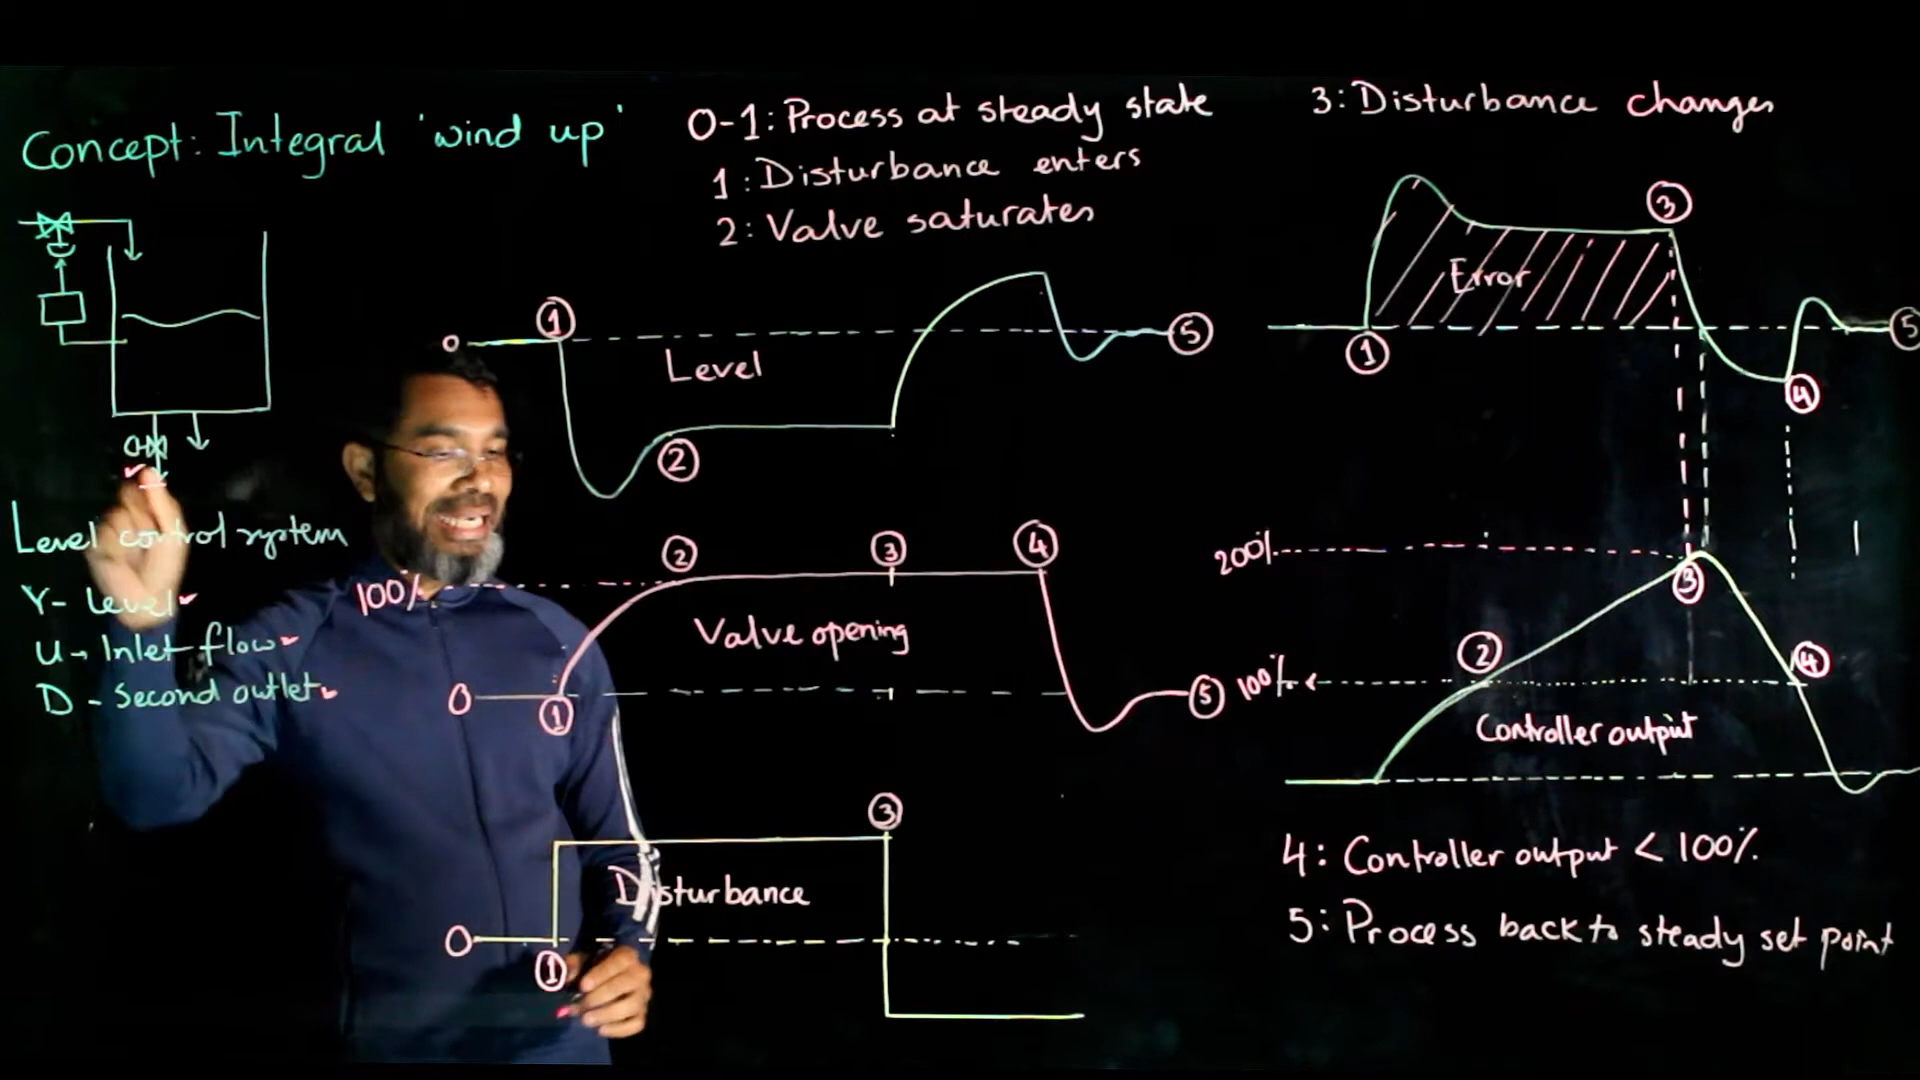 Concept: Integral 'wind up'
0-1: Process at steady state
1: Disturbance enters
2: Valve saturates
3: Disturbance changes
Level control system
Y - Level
U → Inlet flow
D - Second outlet
0
1
Level
2
5
100%
2
3
4
Valve opening
0
1
5
3
Disturbance
0
1
3
Error
1
4
5
200%
3
2
4
100%
Controller output
4: Controller output < 100%
5: Process back to steady set point